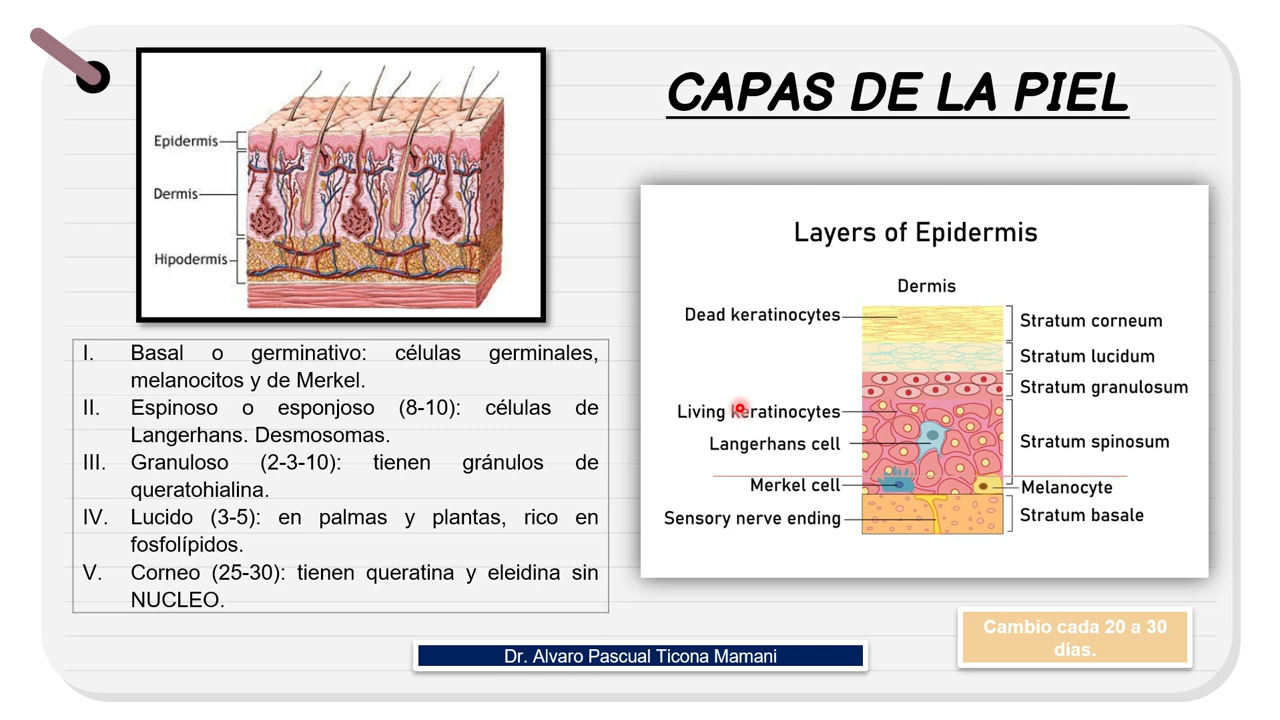 CAPAS DE LA PIEL
Epidermis
Dermis
Hipodermis
I. Basal o germinativo: células germinales,
melanocitos y de Merkel.
II. Espinoso o esponjoso (8-10): células de
Langerhans. Desmosomas.
III. Granuloso (2-3-10): tienen gránulos de
queratohialina.
IV. Lucido (3-5): en palmas y plantas, rico en
fosfolípidos.
V. Corneo (25-30): tienen queratina y eleidina sin
NUCLEO.
Layers of Epidermis
Dermis
Dead keratinocytes
Living keratinocytes
Langerhans cell
Merkel cell
Sensory nerve ending
Stratum corneum
Stratum lucidum
Stratum granulosum
Stratum spinosum
Melanocyte
Stratum basale
Cambio cada 20 a 30
días.
Dr. Alvaro Pascual Ticona Mamani